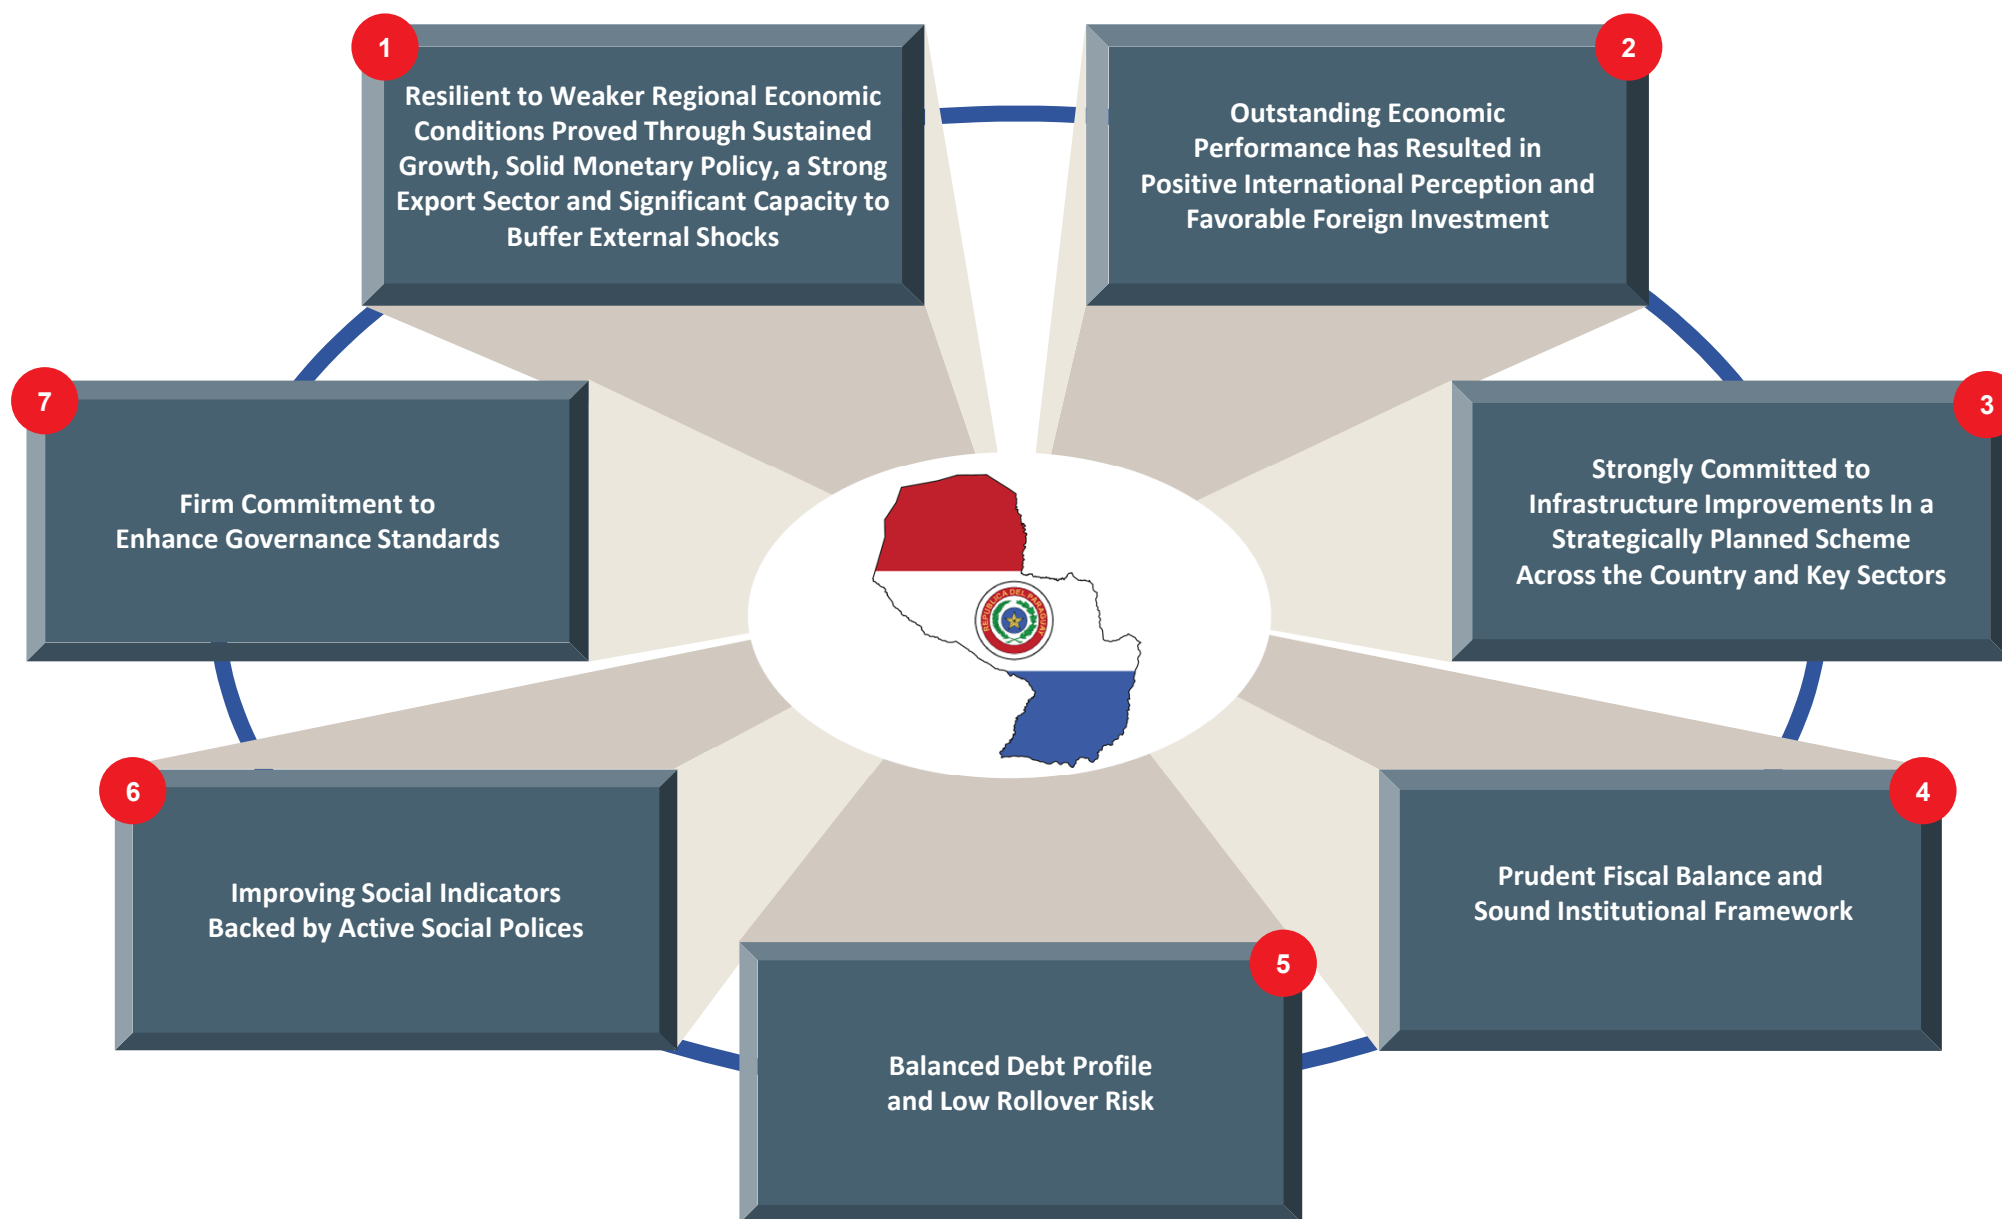 1
Resilient to Weaker Regional Economic
Conditions Proved Through Sustained
Growth, Solid Monetary Policy, a Strong
Export Sector and Significant Capacity to
Buffer External Shocks
2
Outstanding Economic
Performance has Resulted in
Positive International Perception and
Favorable Foreign Investment
3
Strongly Committed to
Infrastructure Improvements In a
Strategically Planned Scheme
Across the Country and Key Sectors
4
Prudent Fiscal Balance and
Sound Institutional Framework
5
Balanced Debt Profile
and Low Rollover Risk
6
Improving Social Indicators
Backed by Active Social Polices
7
Firm Commitment to
Enhance Governance Standards
REPUBLICA DEL PARAGUAY